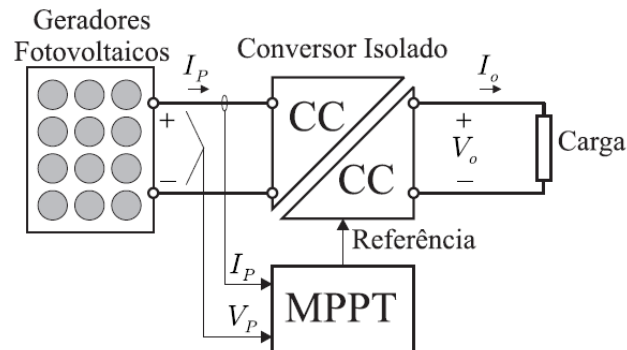 Geradores
Fotovoltaicos
Conversor Isolado
I_P
I_o
CC
CC
+
−
+
V_o
−
Carga
Referência
I_P
V_P
MPPT